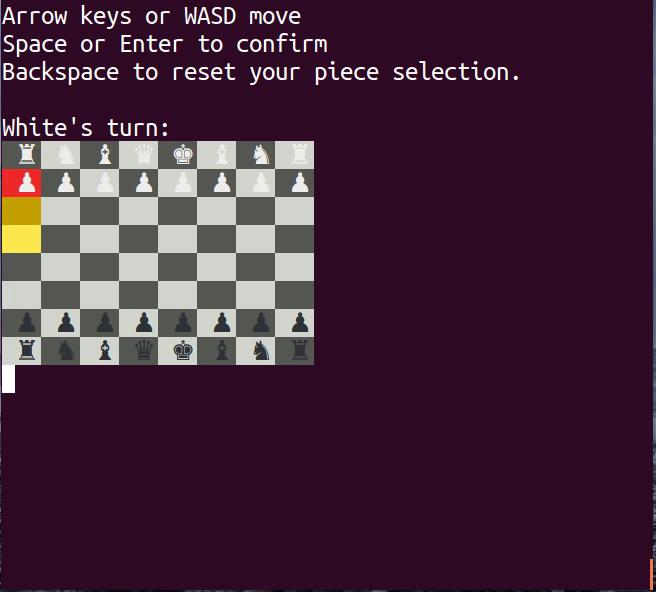 Arrow keys or WASD move
Space or Enter to confirm
Backspace to reset your piece selection.
White's turn: